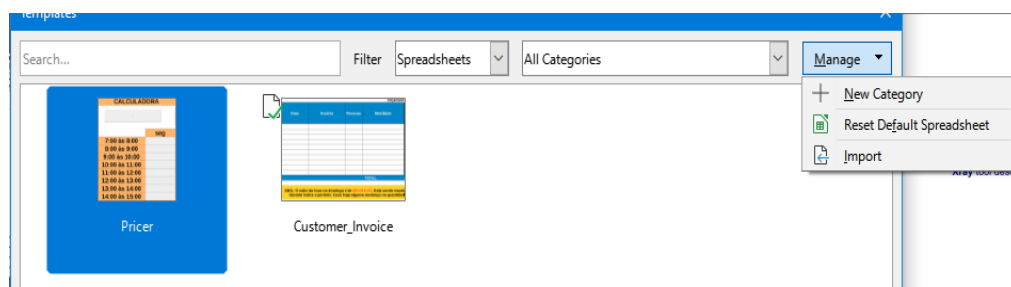 Templates
Search...
Filter
Spreadsheets
All Categories
Manage
New Category
Reset Default Spreadsheet
Import
CALCULADORA
seg
7:00 às 8:00
8:00 às 9:00
9:00 às 10:00
10:00 às 11:00
11:00 às 12:00
12:00 às 13:00
13:00 às 14:00
14:00 às 15:00
TOTAL
Pricer
Customer_Invoice